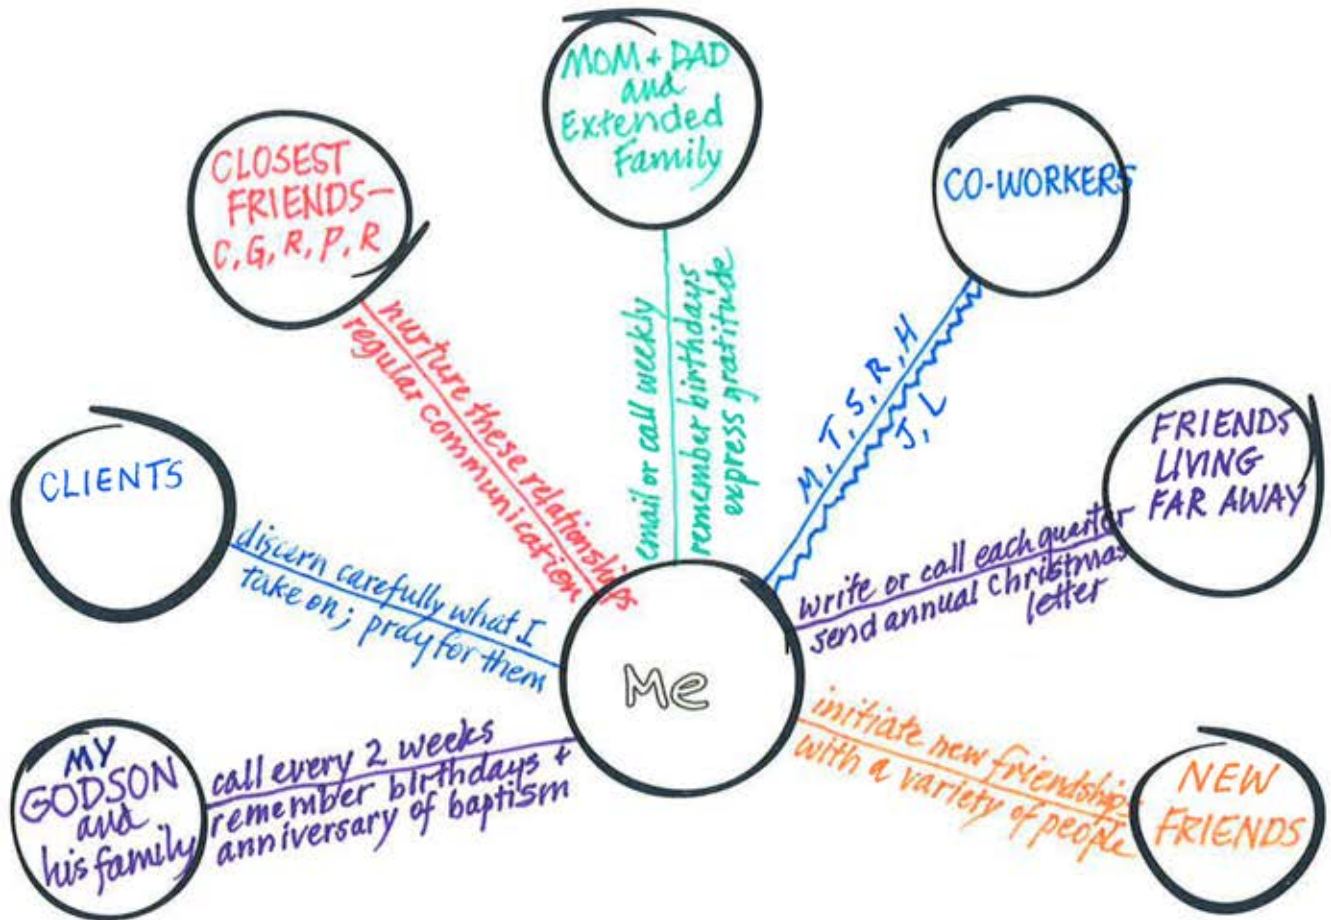 MOM + DAD
and
Extended
Family
CLOSEST
FRIENDS—
C, G, R, P, R
CO-WORKERS
nurture these relationships
regular communication
email or call weekly
remember birthdays
express gratitude
M, T, S, R, H
J, L
FRIENDS
LIVING
FAR AWAY
CLIENTS
discern carefully what I
take on; pray for them
write or call each quarter
send annual Christmas
letter
Me
MY
GODSON
and
his family
call every 2 weeks
remember birthdays +
anniversary of baptism
initiate new friendships
with a variety of people
NEW
FRIENDS